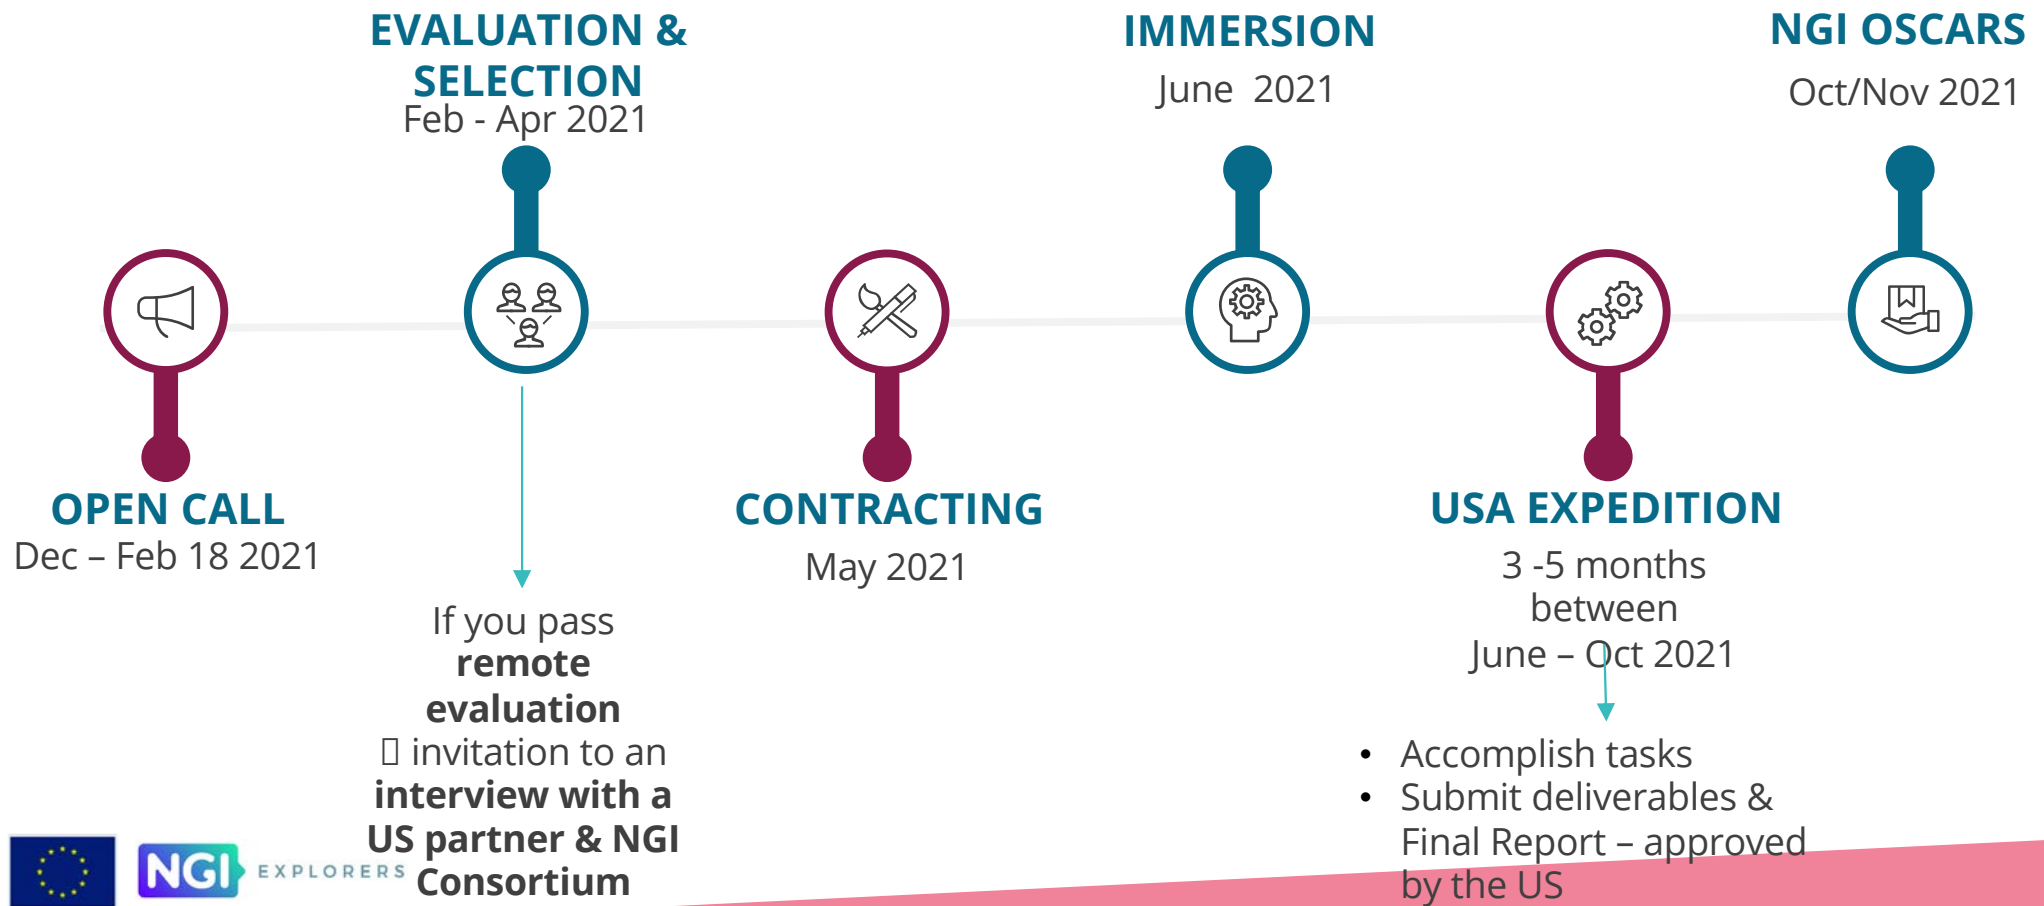 EVALUATION &
SELECTION
Feb - Apr 2021
IMMERSION
June 2021
NGI OSCARS
Oct/Nov 2021
OPEN CALL
Dec – Feb 18 2021
CONTRACTING
May 2021
USA EXPEDITION
3 -5 months
between
June – Oct 2021
If you pass
remote
evaluation
▯ invitation to an
interview with a
US partner & NGI
Consortium
• Accomplish tasks
• Submit deliverables &
Final Report – approved
by the US
NGI EXPLORERS